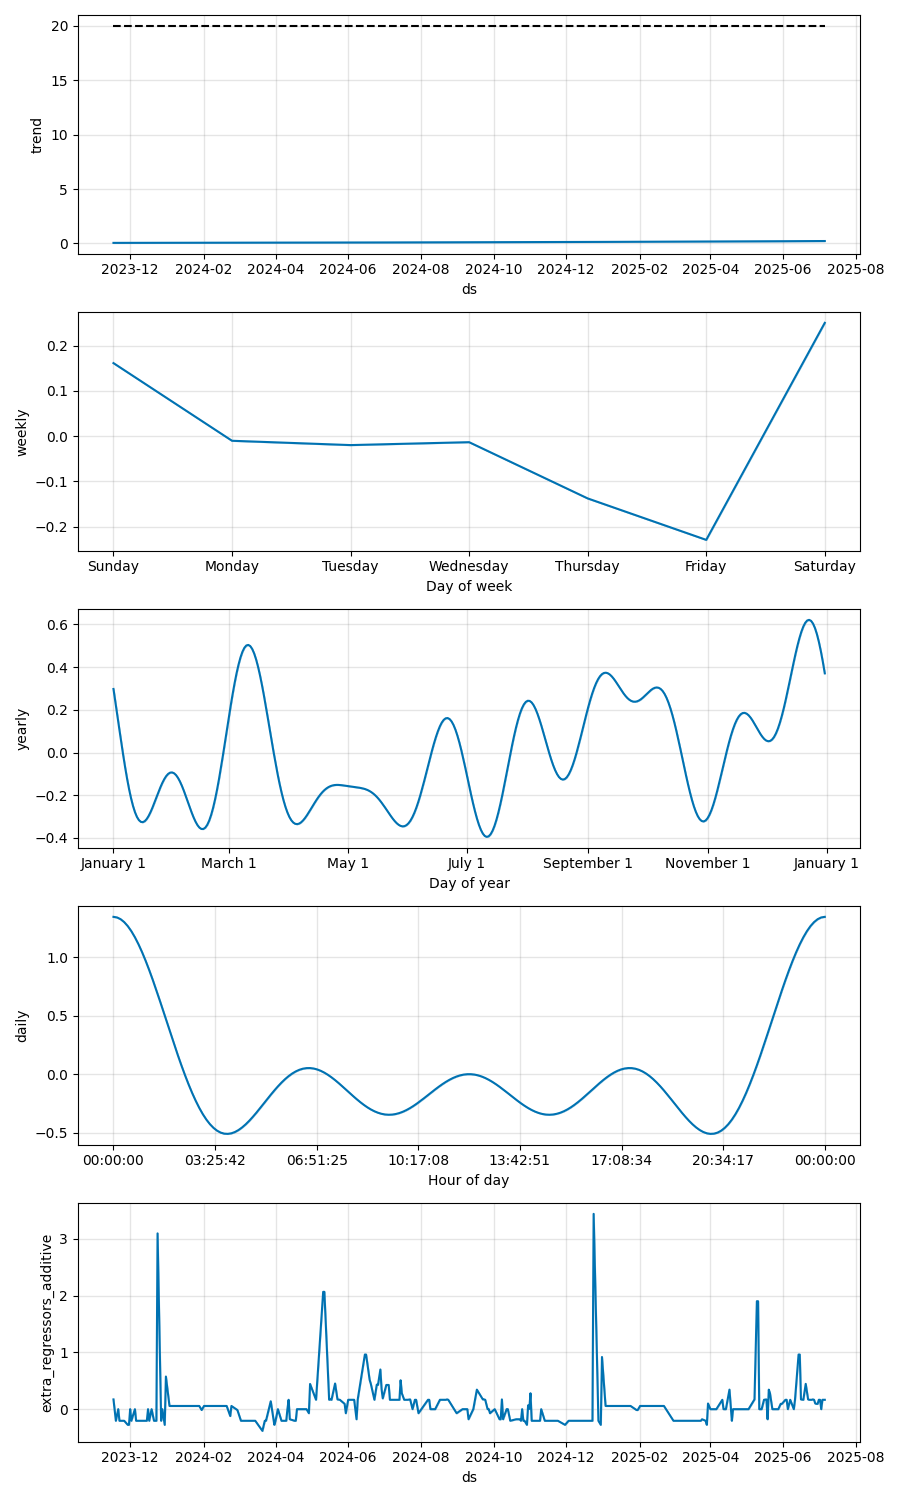 20
15
10
5
0
trend
2023-12 2024-02 2024-04 2024-06 2024-08 2024-10 2024-12 2025-02 2025-04 2025-06 2025-08
ds
0.2
0.1
0.0
−0.1
−0.2
weekly
Sunday Monday Tuesday Wednesday Thursday Friday Saturday
Day of week
0.6
0.4
0.2
0.0
−0.2
−0.4
yearly
January 1 March 1 May 1 July 1 September 1 November 1 January 1
Day of year
1.0
0.5
0.0
−0.5
daily
00:00:00 03:25:42 06:51:25 10:17:08 13:42:51 17:08:34 20:34:17 00:00:00
Hour of day
3
2
1
0
extra_regressors_additive
2023-12 2024-02 2024-04 2024-06 2024-08 2024-10 2024-12 2025-02 2025-04 2025-06 2025-08
ds